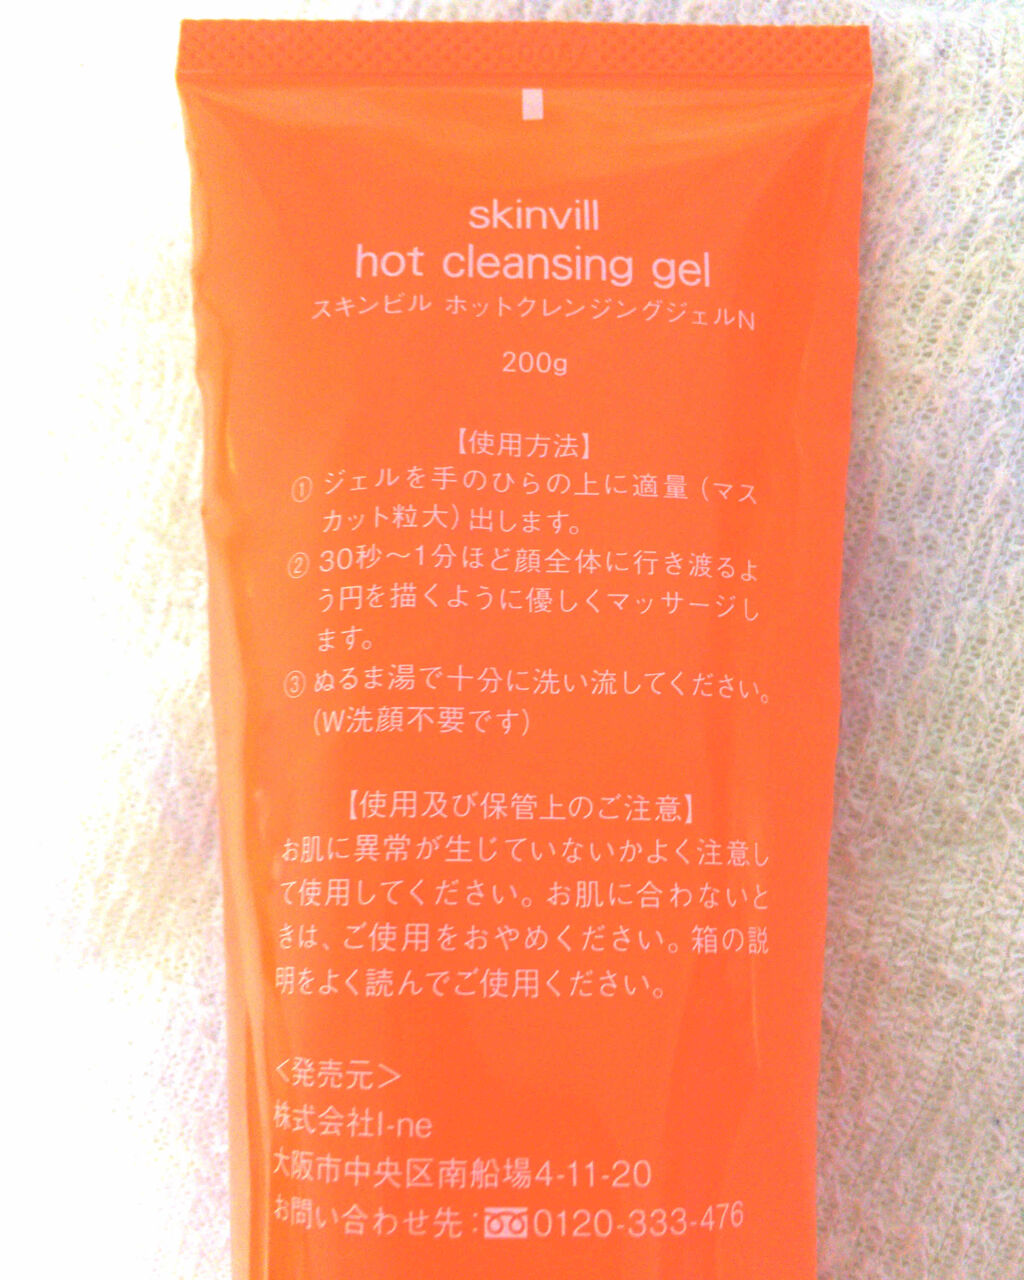 skinvill
hot cleansing gel
スキンビル ホットクレンジングジェルN
200g
【使用方法】
① ジェルを手のひらの上に適量（マス
カット粒大）出します。
② 30秒〜1分ほど顔全体に行き渡るよ
う円を描くように優しくマッサージし
ます。
③ ぬるま湯で十分に洗い流してください。
(W洗顔不要です)
【使用及び保管上のご注意】
お肌に異常が生じていないかよく注意し
て使用してください。お肌に合わないと
きは、ご使用をおやめください。箱の説
明をよく読んでご使用ください。
＜発売元＞
株式会社I-ne
大阪市中央区南船場4-11-20
お問い合わせ先：0120-333-476